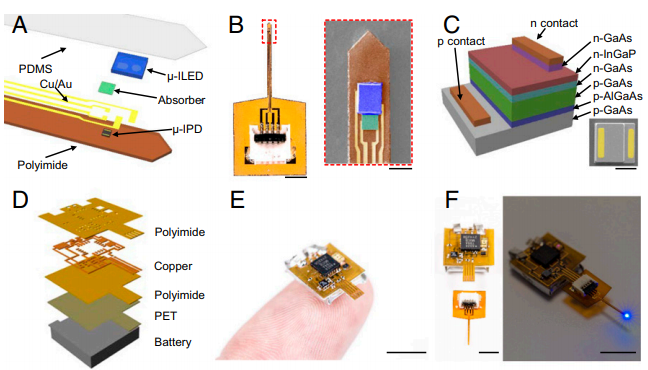 A
PDMS
Cu/Au
μ-ILED
Absorber
μ-IPD
Polyimide
B
C
n contact
p contact
n-GaAs
n-InGaP
n-GaAs
p-GaAs
p-AlGaAs
p-GaAs
D
Polyimide
Copper
Polyimide
PET
Battery
E
F